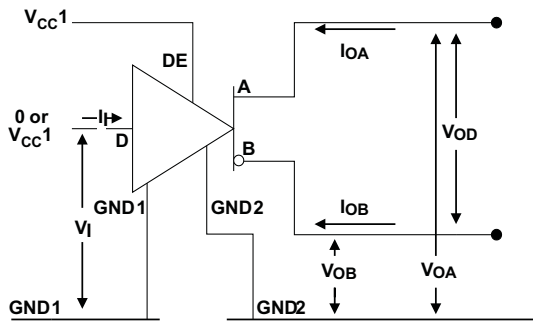 VCC1
DE
IOA
A
0 or
VCC1
II
D
B
VOD
GND1
GND2
IOB
VI
VOB
VOA
GND1
GND2